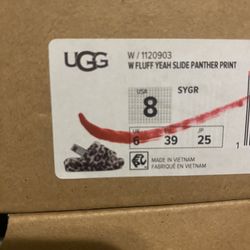 UGG
W / 1120903
W FLUFF YEAH SLIDE PANTHER PRINT
USA
8
SYGR
UK EU JP
6 39 25
MADE IN VIETNAM
FABRIQUÉ EN VIETNAM
1